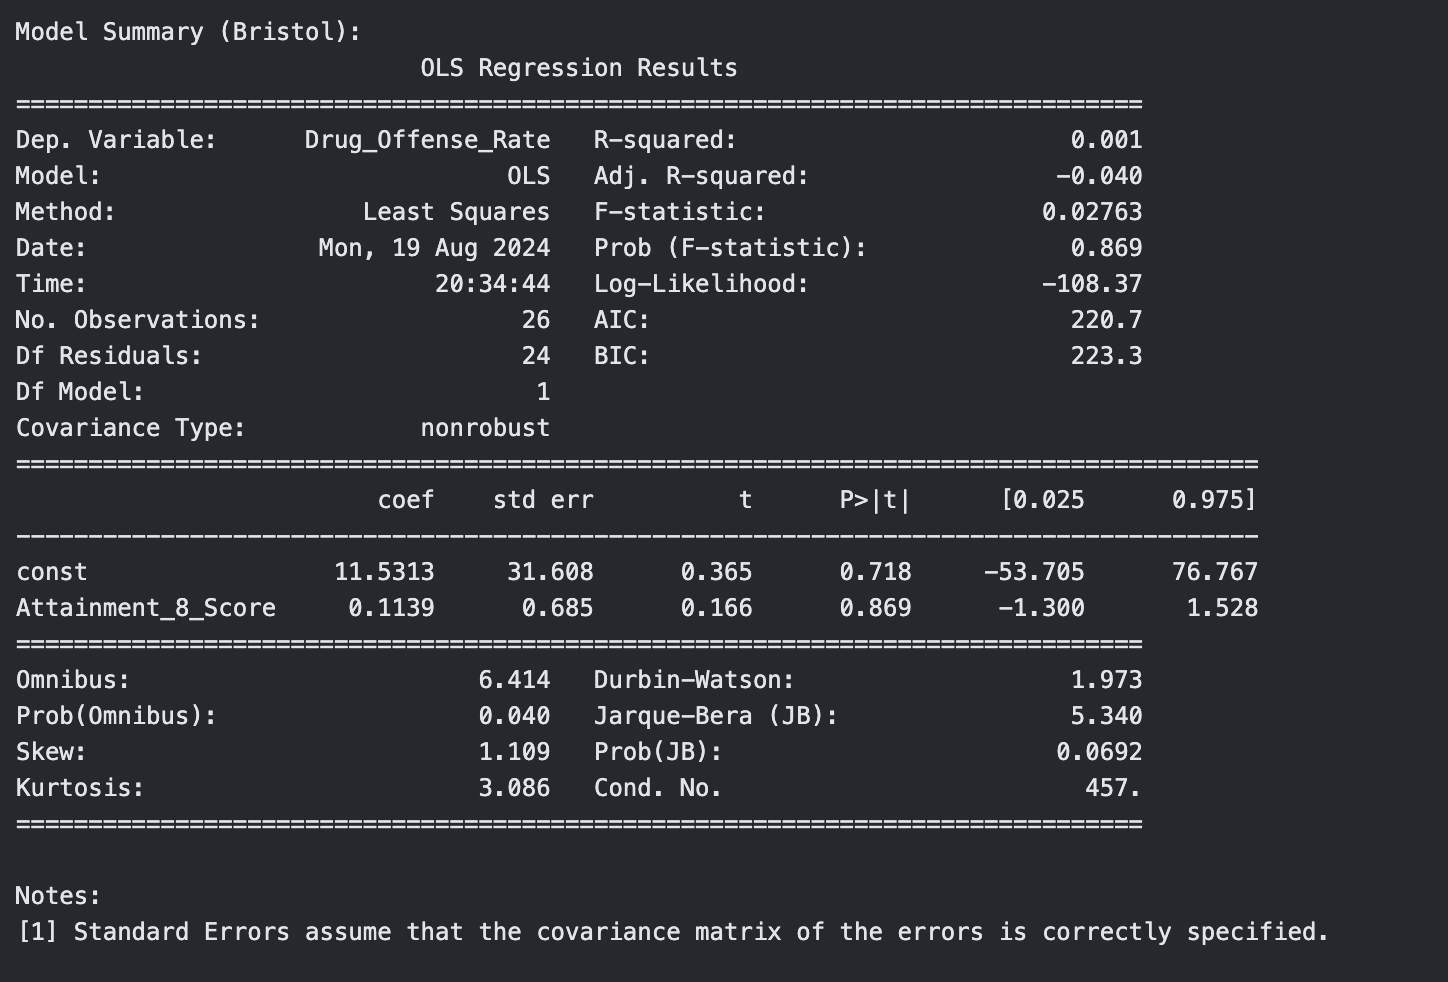 Model Summary (Bristol):
                            OLS Regression Results
==============================================================================
Dep. Variable:      Drug_Offense_Rate   R-squared:                       0.001
Model:                            OLS   Adj. R-squared:                 -0.040
Method:                 Least Squares   F-statistic:                   0.02763
Date:                Mon, 19 Aug 2024   Prob (F-statistic):              0.869
Time:                        20:34:44   Log-Likelihood:                -108.37
No. Observations:                  26   AIC:                             220.7
Df Residuals:                      24   BIC:                             223.3
Df Model:                           1
Covariance Type:            nonrobust
======================================================================================
                         coef    std err          t      P>|t|      [0.025      0.975]
--------------------------------------------------------------------------------------
const                 11.5313     31.608      0.365      0.718     -53.705      76.767
Attainment_8_Score     0.1139      0.685      0.166      0.869      -1.300       1.528
==============================================================================
Omnibus:                        6.414   Durbin-Watson:                   1.973
Prob(Omnibus):                  0.040   Jarque-Bera (JB):                5.340
Skew:                           1.109   Prob(JB):                       0.0692
Kurtosis:                       3.086   Cond. No.                         457.
==============================================================================
Notes:
[1] Standard Errors assume that the covariance matrix of the errors is correctly specified.